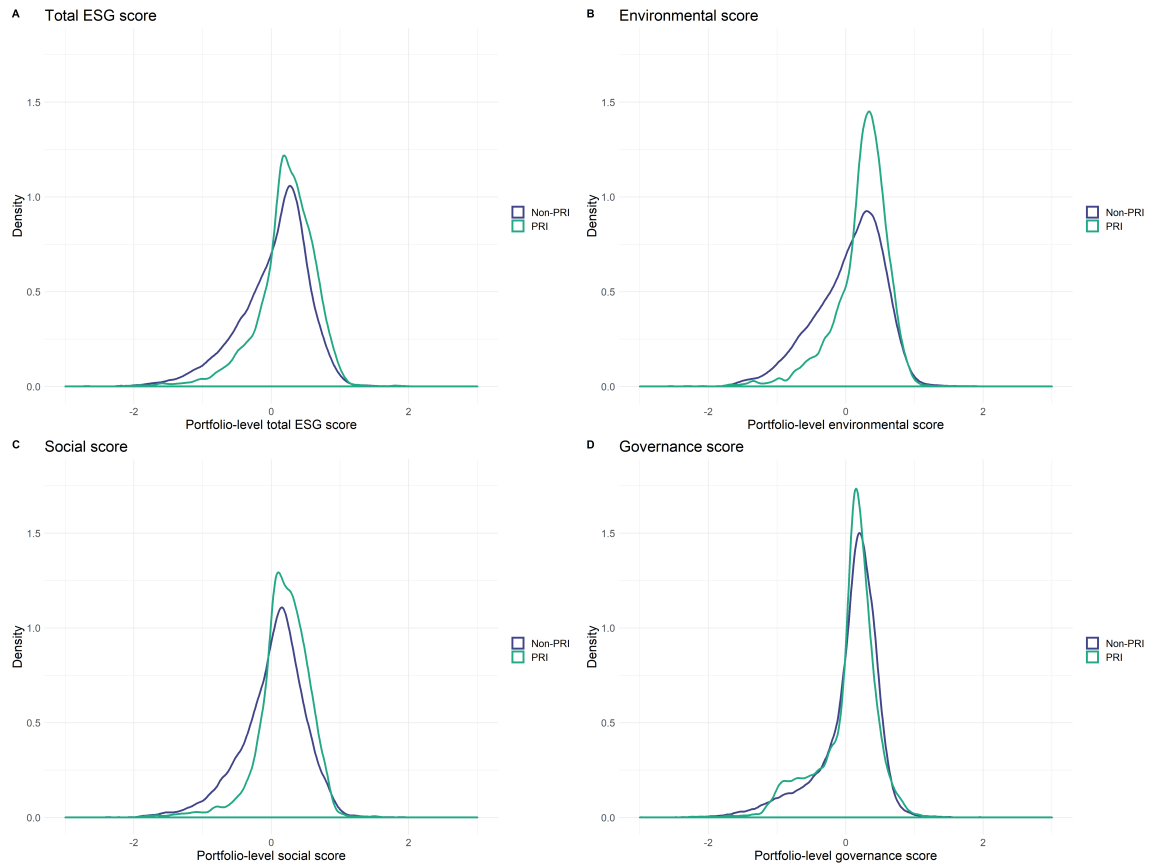 A Total ESG score
1.5
1.0
0.5
0.0
Density
-2 0 2
Portfolio-level total ESG score
Non-PRI
PRI
B Environmental score
1.5
1.0
0.5
0.0
Density
-2 0 2
Portfolio-level environmental score
Non-PRI
PRI
C Social score
1.5
1.0
0.5
0.0
Density
-2 0 2
Portfolio-level social score
Non-PRI
PRI
D Governance score
1.5
1.0
0.5
0.0
Density
-2 0 2
Portfolio-level governance score
Non-PRI
PRI